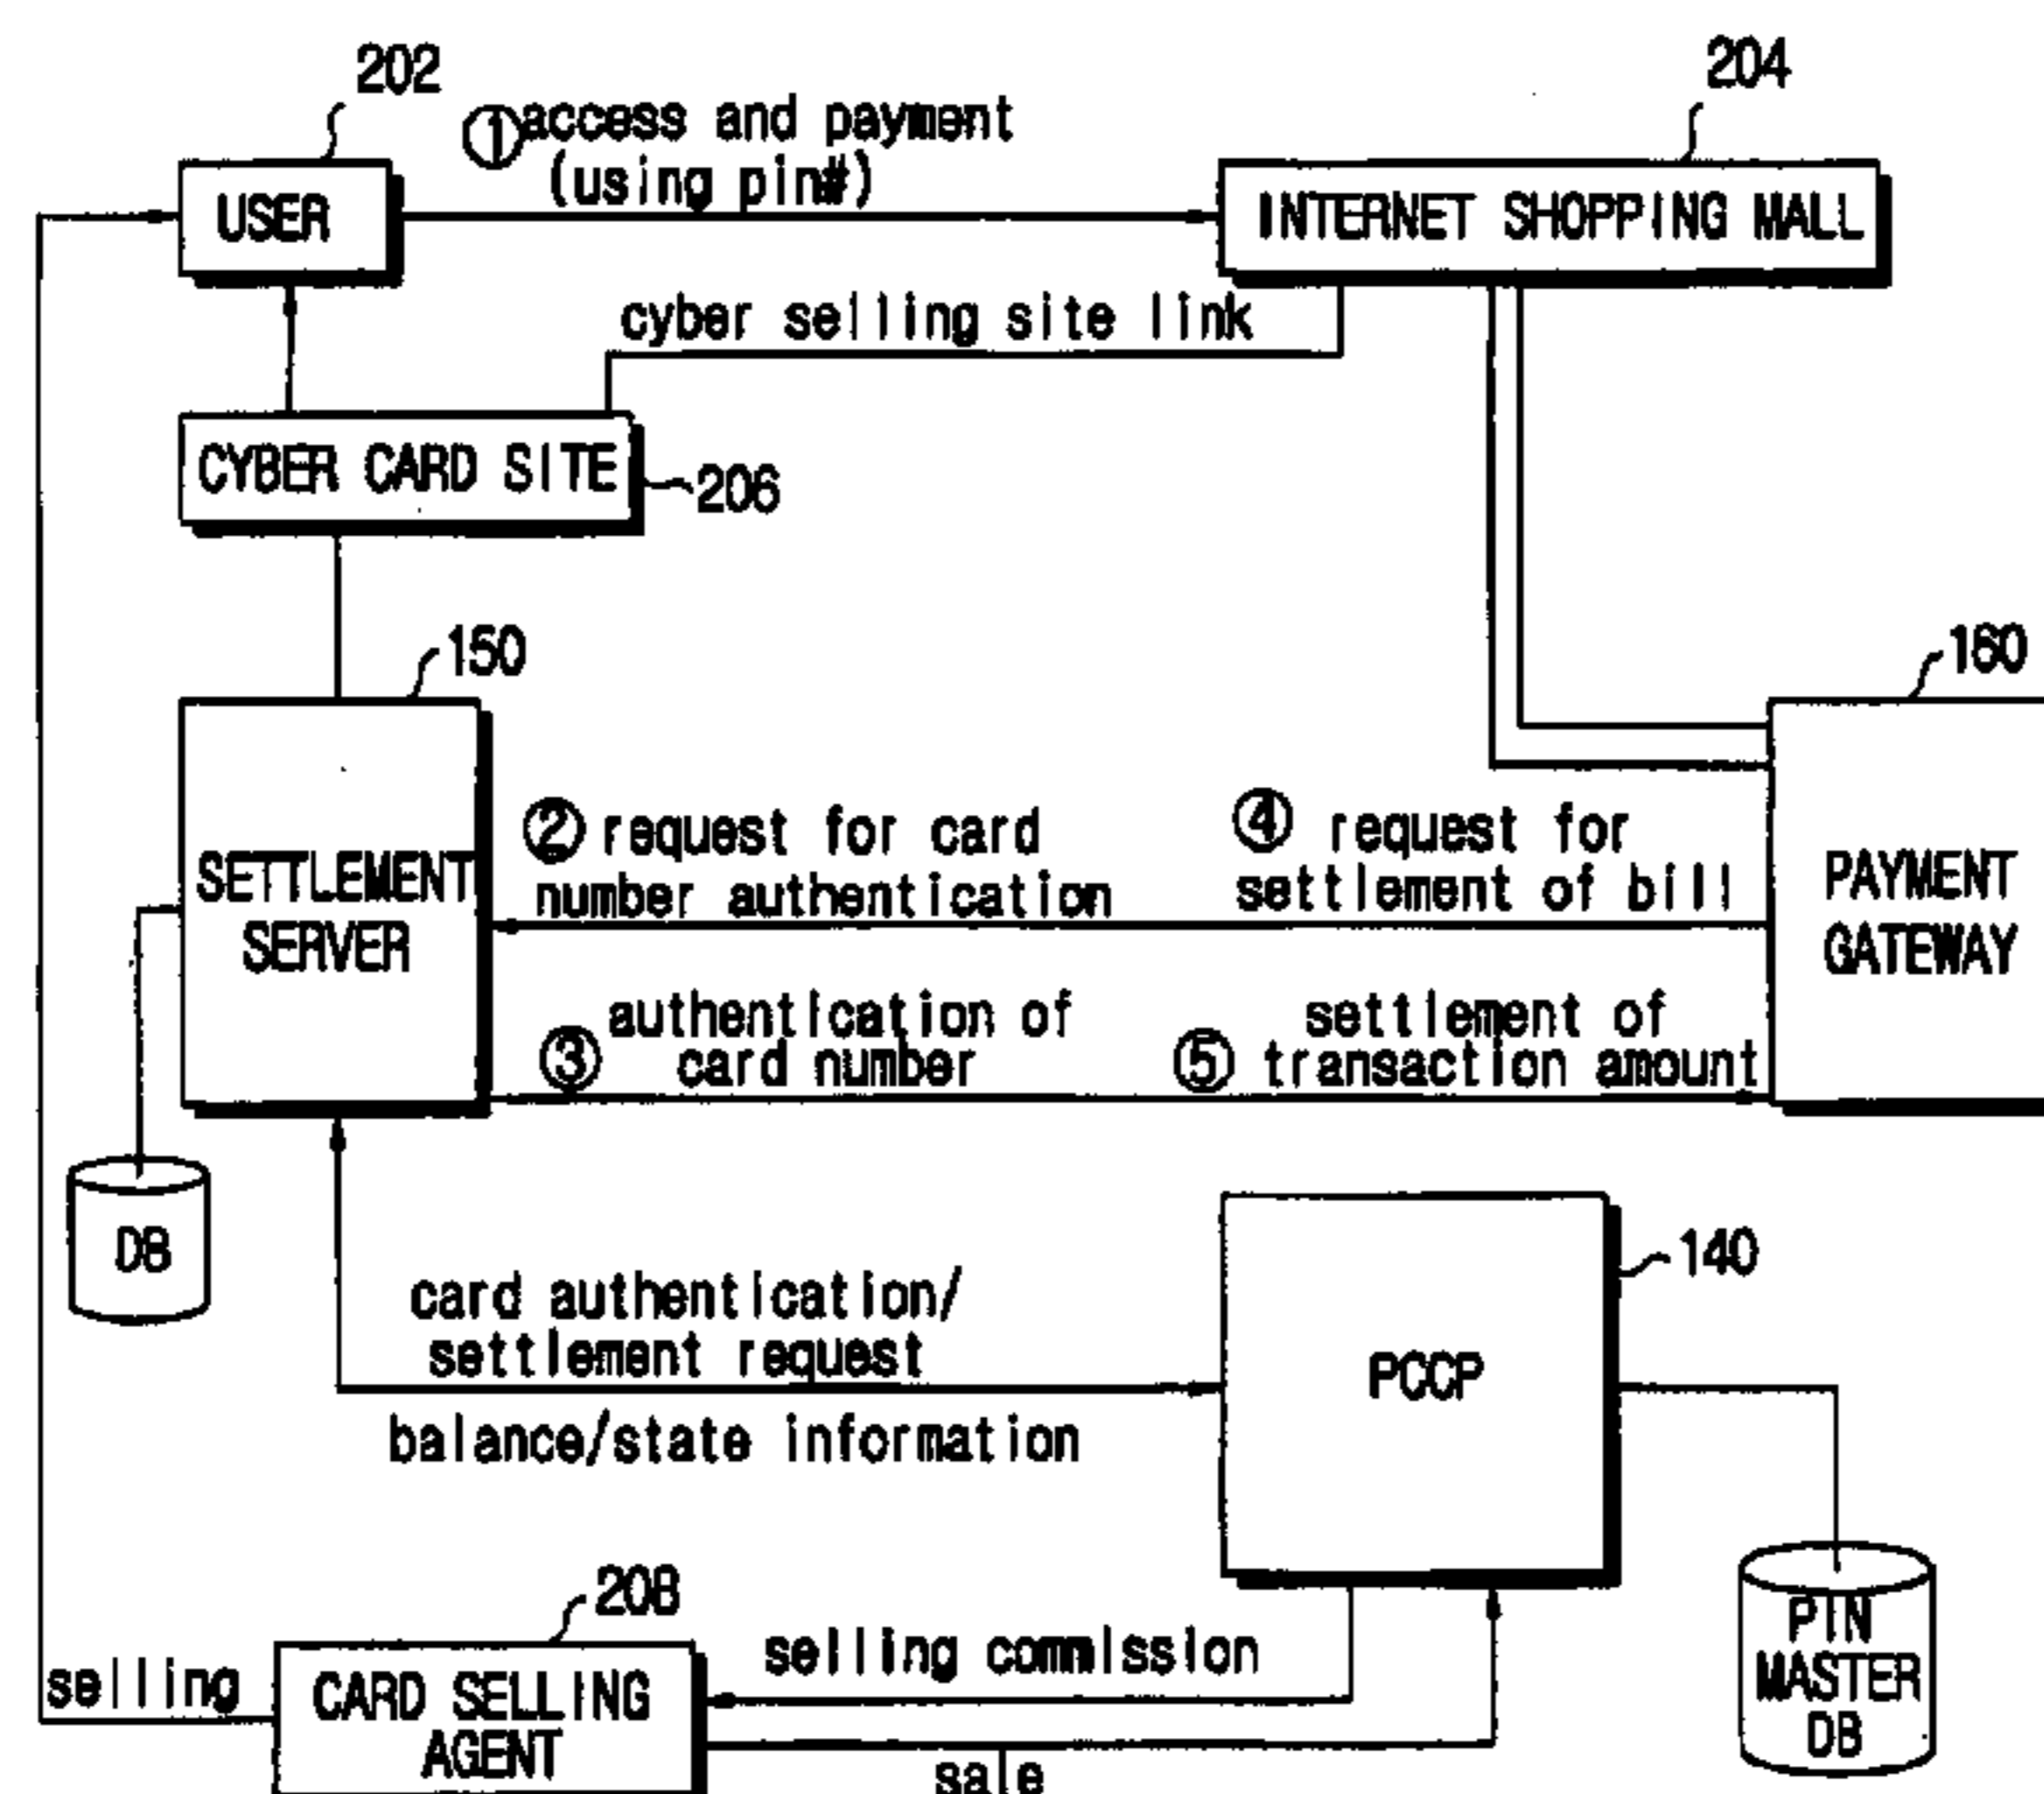 202
204
①access and payment
(using pin#)
USER
INTERNET SHOPPING MALL
cyber selling site link
CYBER CARD SITE
206
150
160
② request for card
number authentication
④ request for
settlement of bill
SETTLEMENT
SERVER
PAYMENT
GATEWAY
③ authentication of
card number
⑤ settlement of
transaction amount
DB
140
card authentication/
settlement request
PCCP
balance/state information
208
selling commission
PIN
MASTER
DB
selling
CARD SELLING
AGENT
sale